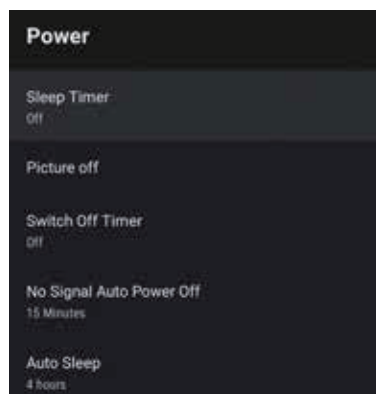 Power
Sleep Timer
Off
Picture off
Switch Off Timer
Off
No Signal Auto Power Off
15 Minutes
Auto Sleep
4 hours